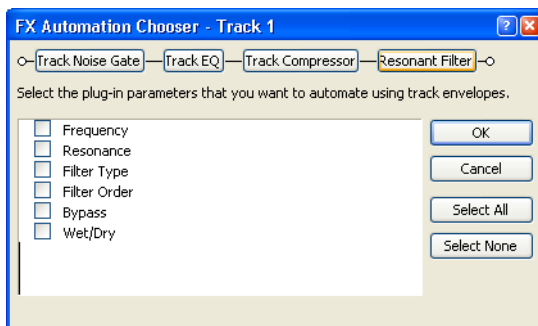 FX Automation Chooser - Track 1
Track Noise Gate Track EQ Track Compressor Resonant Filter
Select the plug-in parameters that you want to automate using track envelopes.
Frequency
Resonance
Filter Type
Filter Order
Bypass
Wet/Dry
OK
Cancel
Select All
Select None